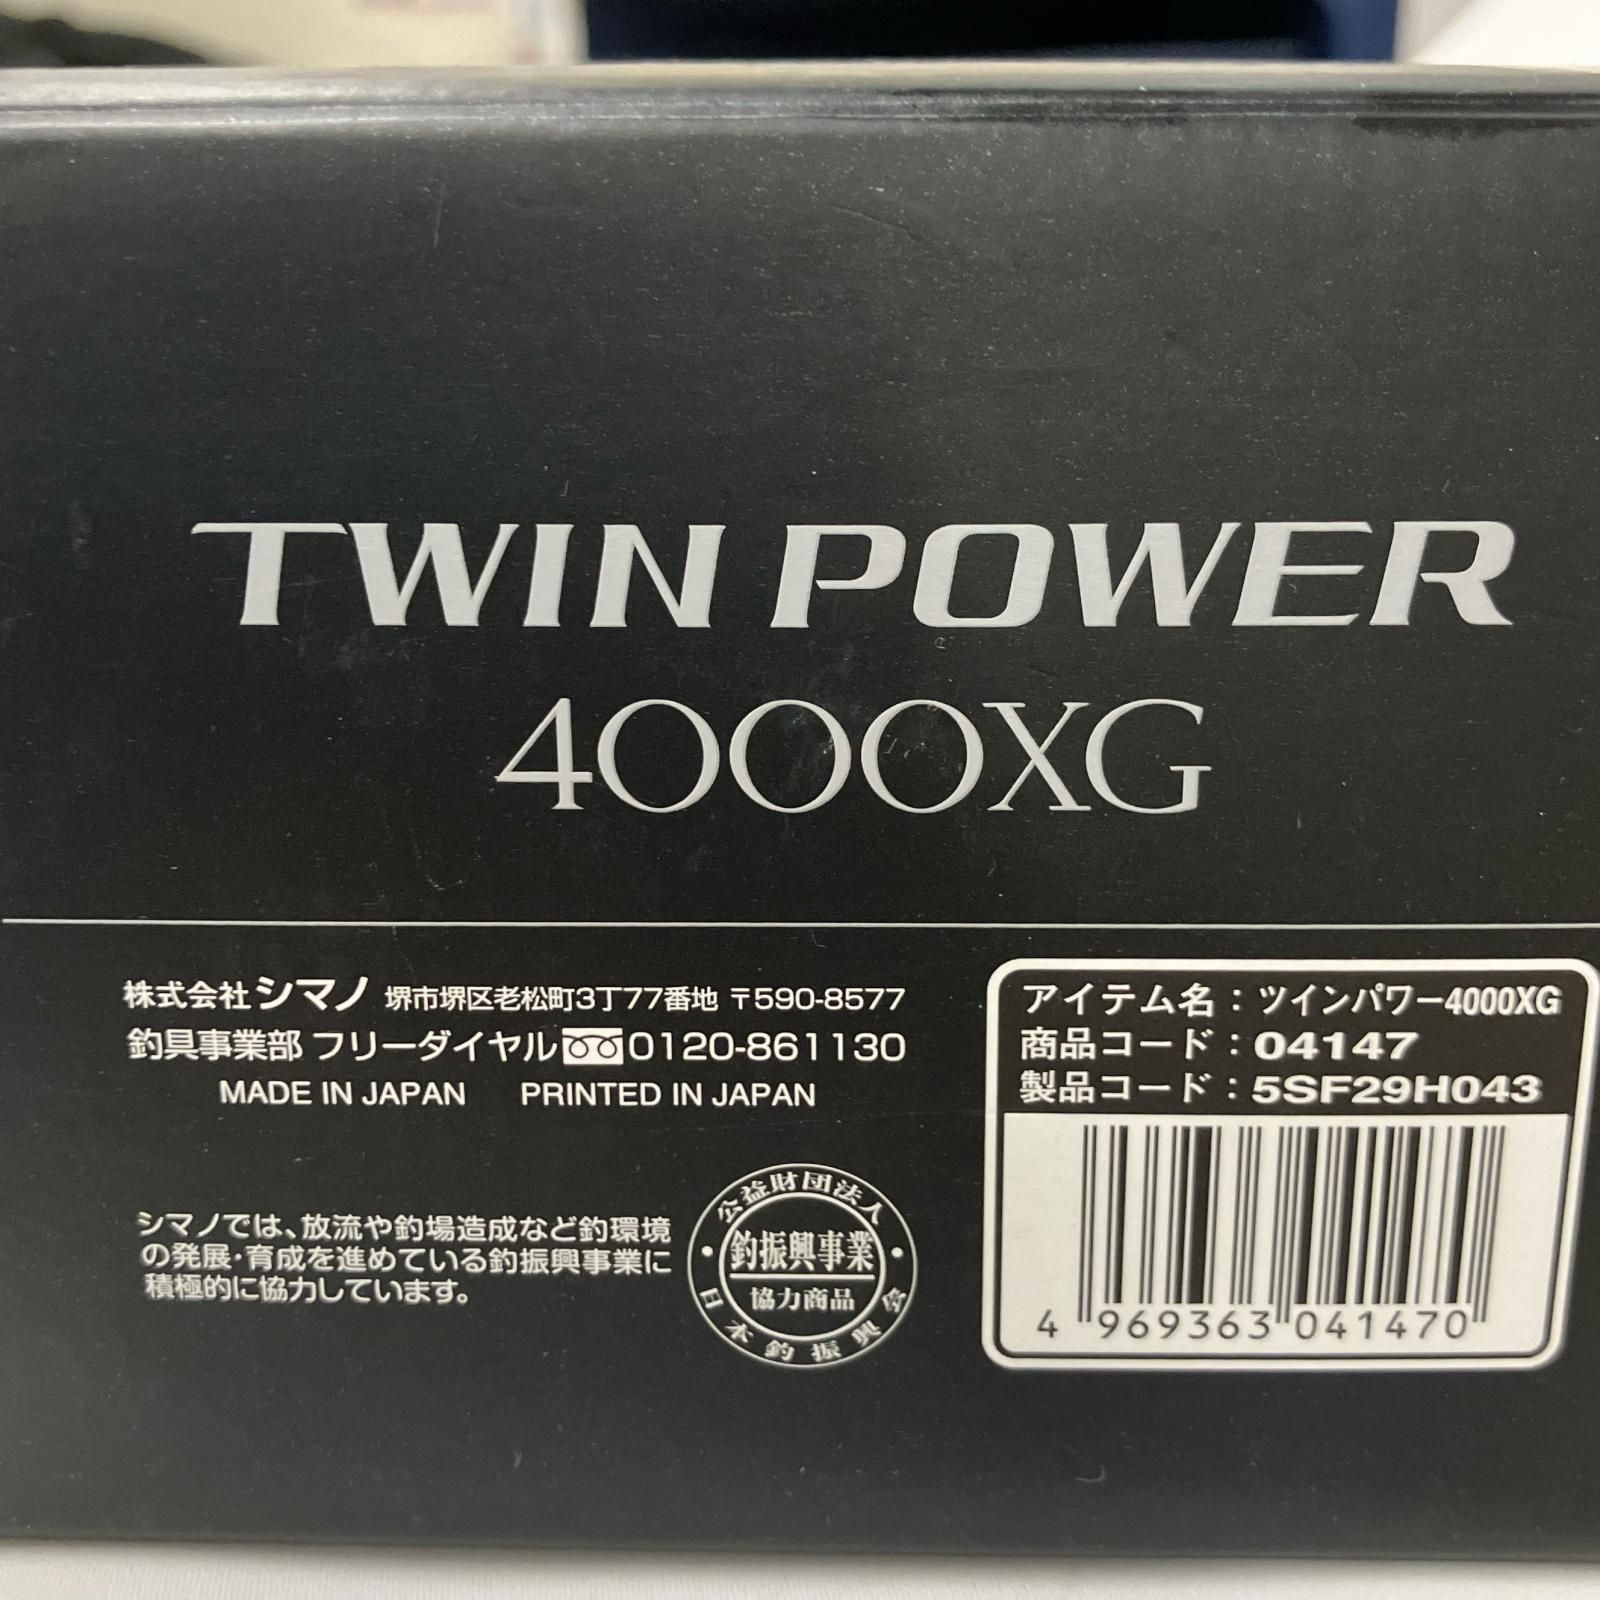 TWIN POWER
4000XG
株式会社シマノ 堺市堺区老松町3丁77番地 〒590-8577
釣具事業部 フリーダイヤル 0120-861130
MADE IN JAPAN PRINTED IN JAPAN
シマノでは、放流や釣場造成など釣環境
の発展・育成を進めている釣振興事業に
積極的に協力しています。
公益財団法人
釣振興事業
協力商品
日本釣振興会
アイテム名：ツインパワー4000XG
商品コード：04147
製品コード：5SF29H043
4 969363 041470